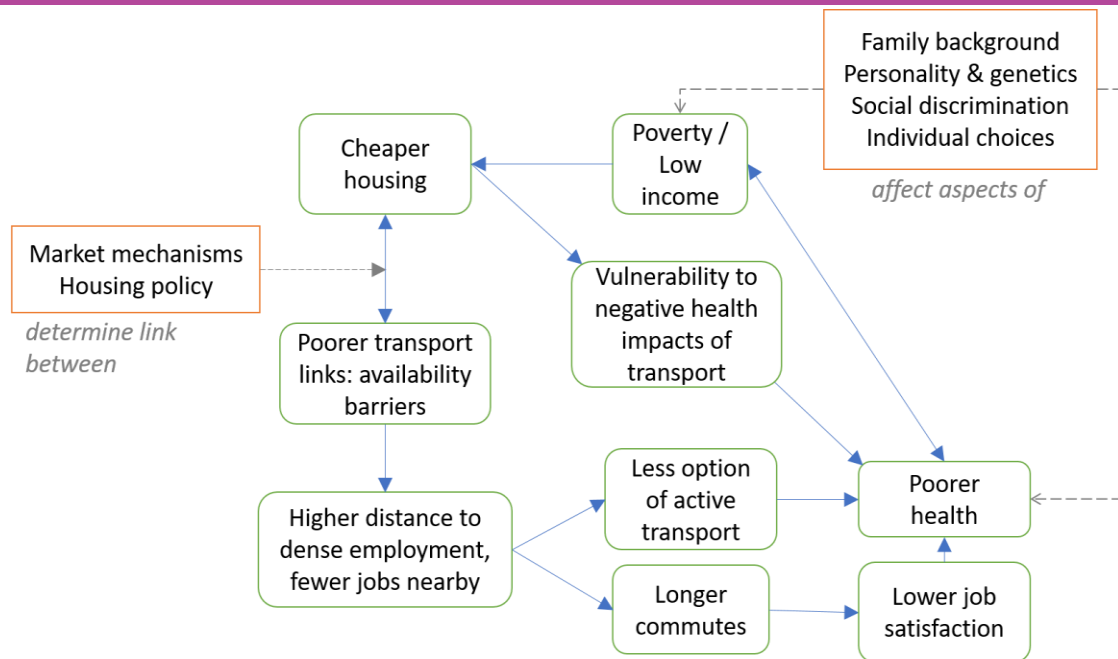 Family background
Personality & genetics
Social discrimination
Individual choices
affect aspects of
Poverty /
Low
income
Cheaper
housing
Market mechanisms
Housing policy
determine link
between
Vulnerability to
negative health
impacts of
transport
Poorer transport
links: availability
barriers
Less option
of active
transport
Poorer
health
Higher distance to
dense employment,
fewer jobs nearby
Longer
commutes
Lower job
satisfaction